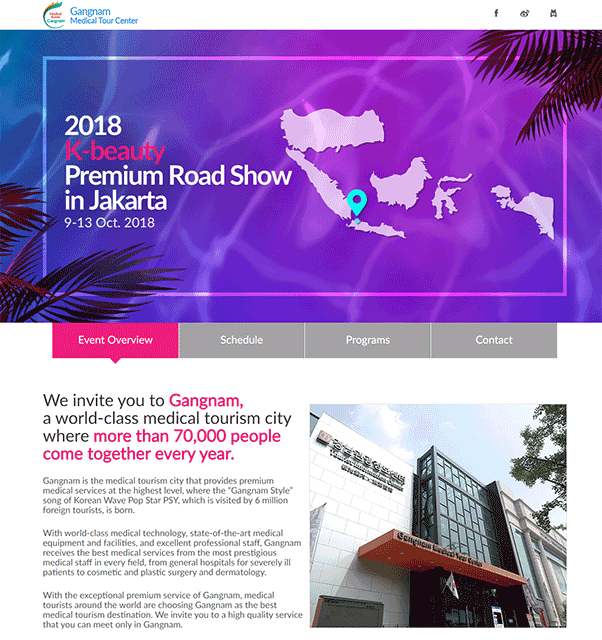 Medical
Korea
Gangnam
Gangnam
Medical Tour Center
2018
K-beauty
Premium Road Show
in Jakarta
9-13 Oct. 2018
Event Overview
Schedule
Programs
Contact
We invite you to Gangnam,
a world-class medical tourism city
where more than 70,000 people
come together every year.
Gangnam is the medical tourism city that provides premium
medical services at the highest level, where the "Gangnam Style"
song of Korean Wave Pop Star PSY, which is visited by 6 million
foreign tourists, is born.
With world-class medical technology, state-of-the-art medical
equipment and facilities, and excellent professional staff, Gangnam
receives the best medical services from the most prestigious
medical staff in every field, from general hospitals for severely ill
patients to cosmetic and plastic surgery and dermatology.
With the exceptional premium service of Gangnam, medical
tourists around the world are choosing Gangnam as the best
medical tourism destination. We invite you to a high quality service
that you can meet only in Gangnam.
Gangnam Medical Tour Center